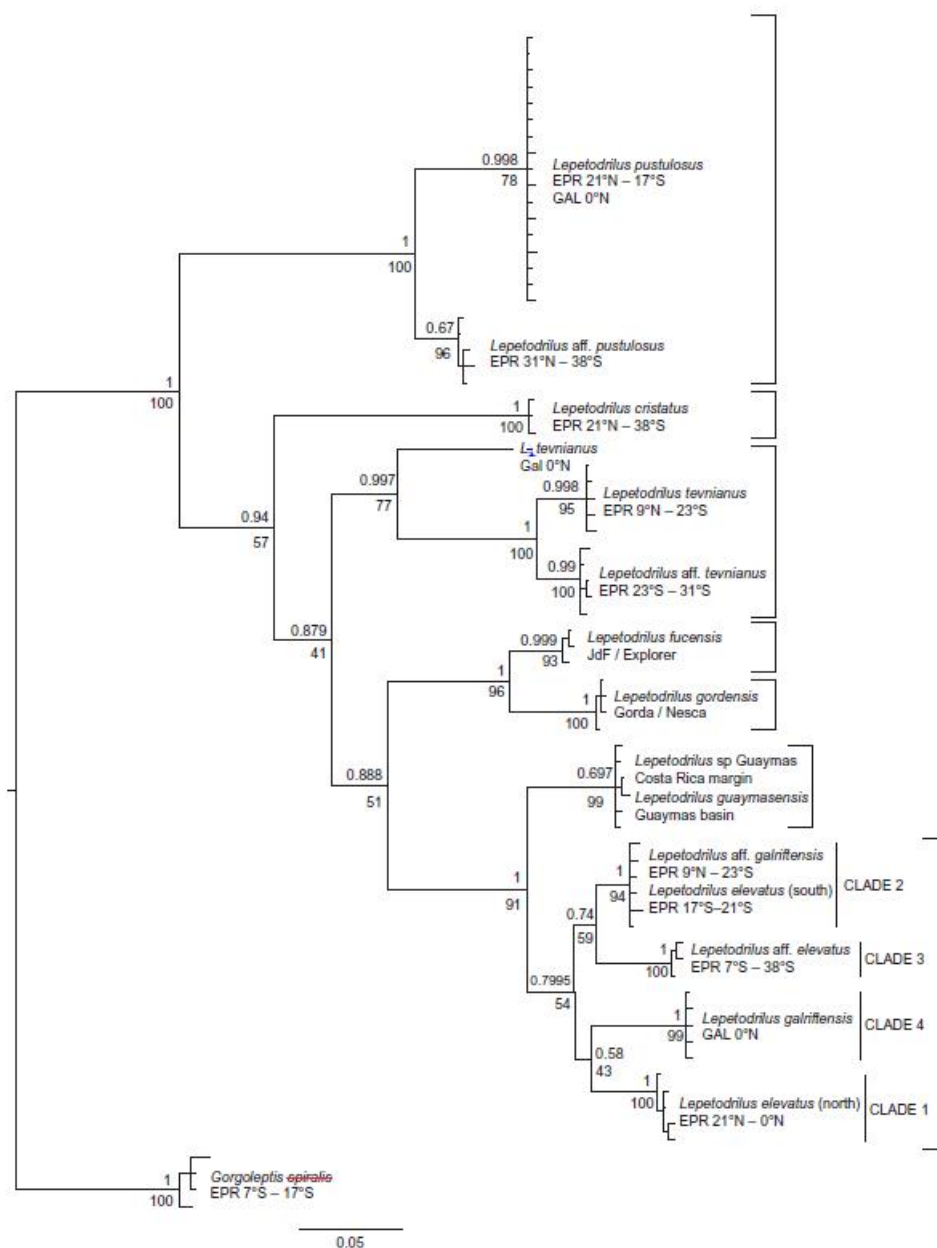 0.998
78
Lepetodrilus pustulosus
EPR 21°N – 17°S
GAL 0°N
1
100
0.67
96
Lepetodrilus aff. pustulosus
EPR 31°N – 38°S
1
100
1
100
Lepetodrilus cristatus
EPR 21°N – 38°S
L. tevnianus
Gal 0°N
0.997
77
0.998
95
Lepetodrilus tevnianus
EPR 9°N – 23°S
0.94
57
1
100
0.99
100
Lepetodrilus aff. tevnianus
EPR 23°S – 31°S
0.879
41
0.999
93
Lepetodrilus fucensis
JdF / Explorer
1
96
1
100
Lepetodrilus gordensis
Gorda / Nesca
0.888
51
0.697
99
Lepetodrilus sp Guaymas
Costa Rica margin
Lepetodrilus guaymasensis
Guaymas basin
1
91
1
94
Lepetodrilus aff. galriftensis
EPR 9°N – 23°S
Lepetodrilus elevatus (south)
EPR 17°S–21°S
CLADE 2
0.74
59
1
100
Lepetodrilus aff. elevatus
EPR 7°S – 38°S
CLADE 3
0.7995
54
1
99
Lepetodrilus galriftensis
GAL 0°N
CLADE 4
0.58
43
1
100
Lepetodrilus elevatus (north)
EPR 21°N – 0°N
CLADE 1
1
100
Gorgoleptis spiralis
EPR 7°S – 17°S
0.05